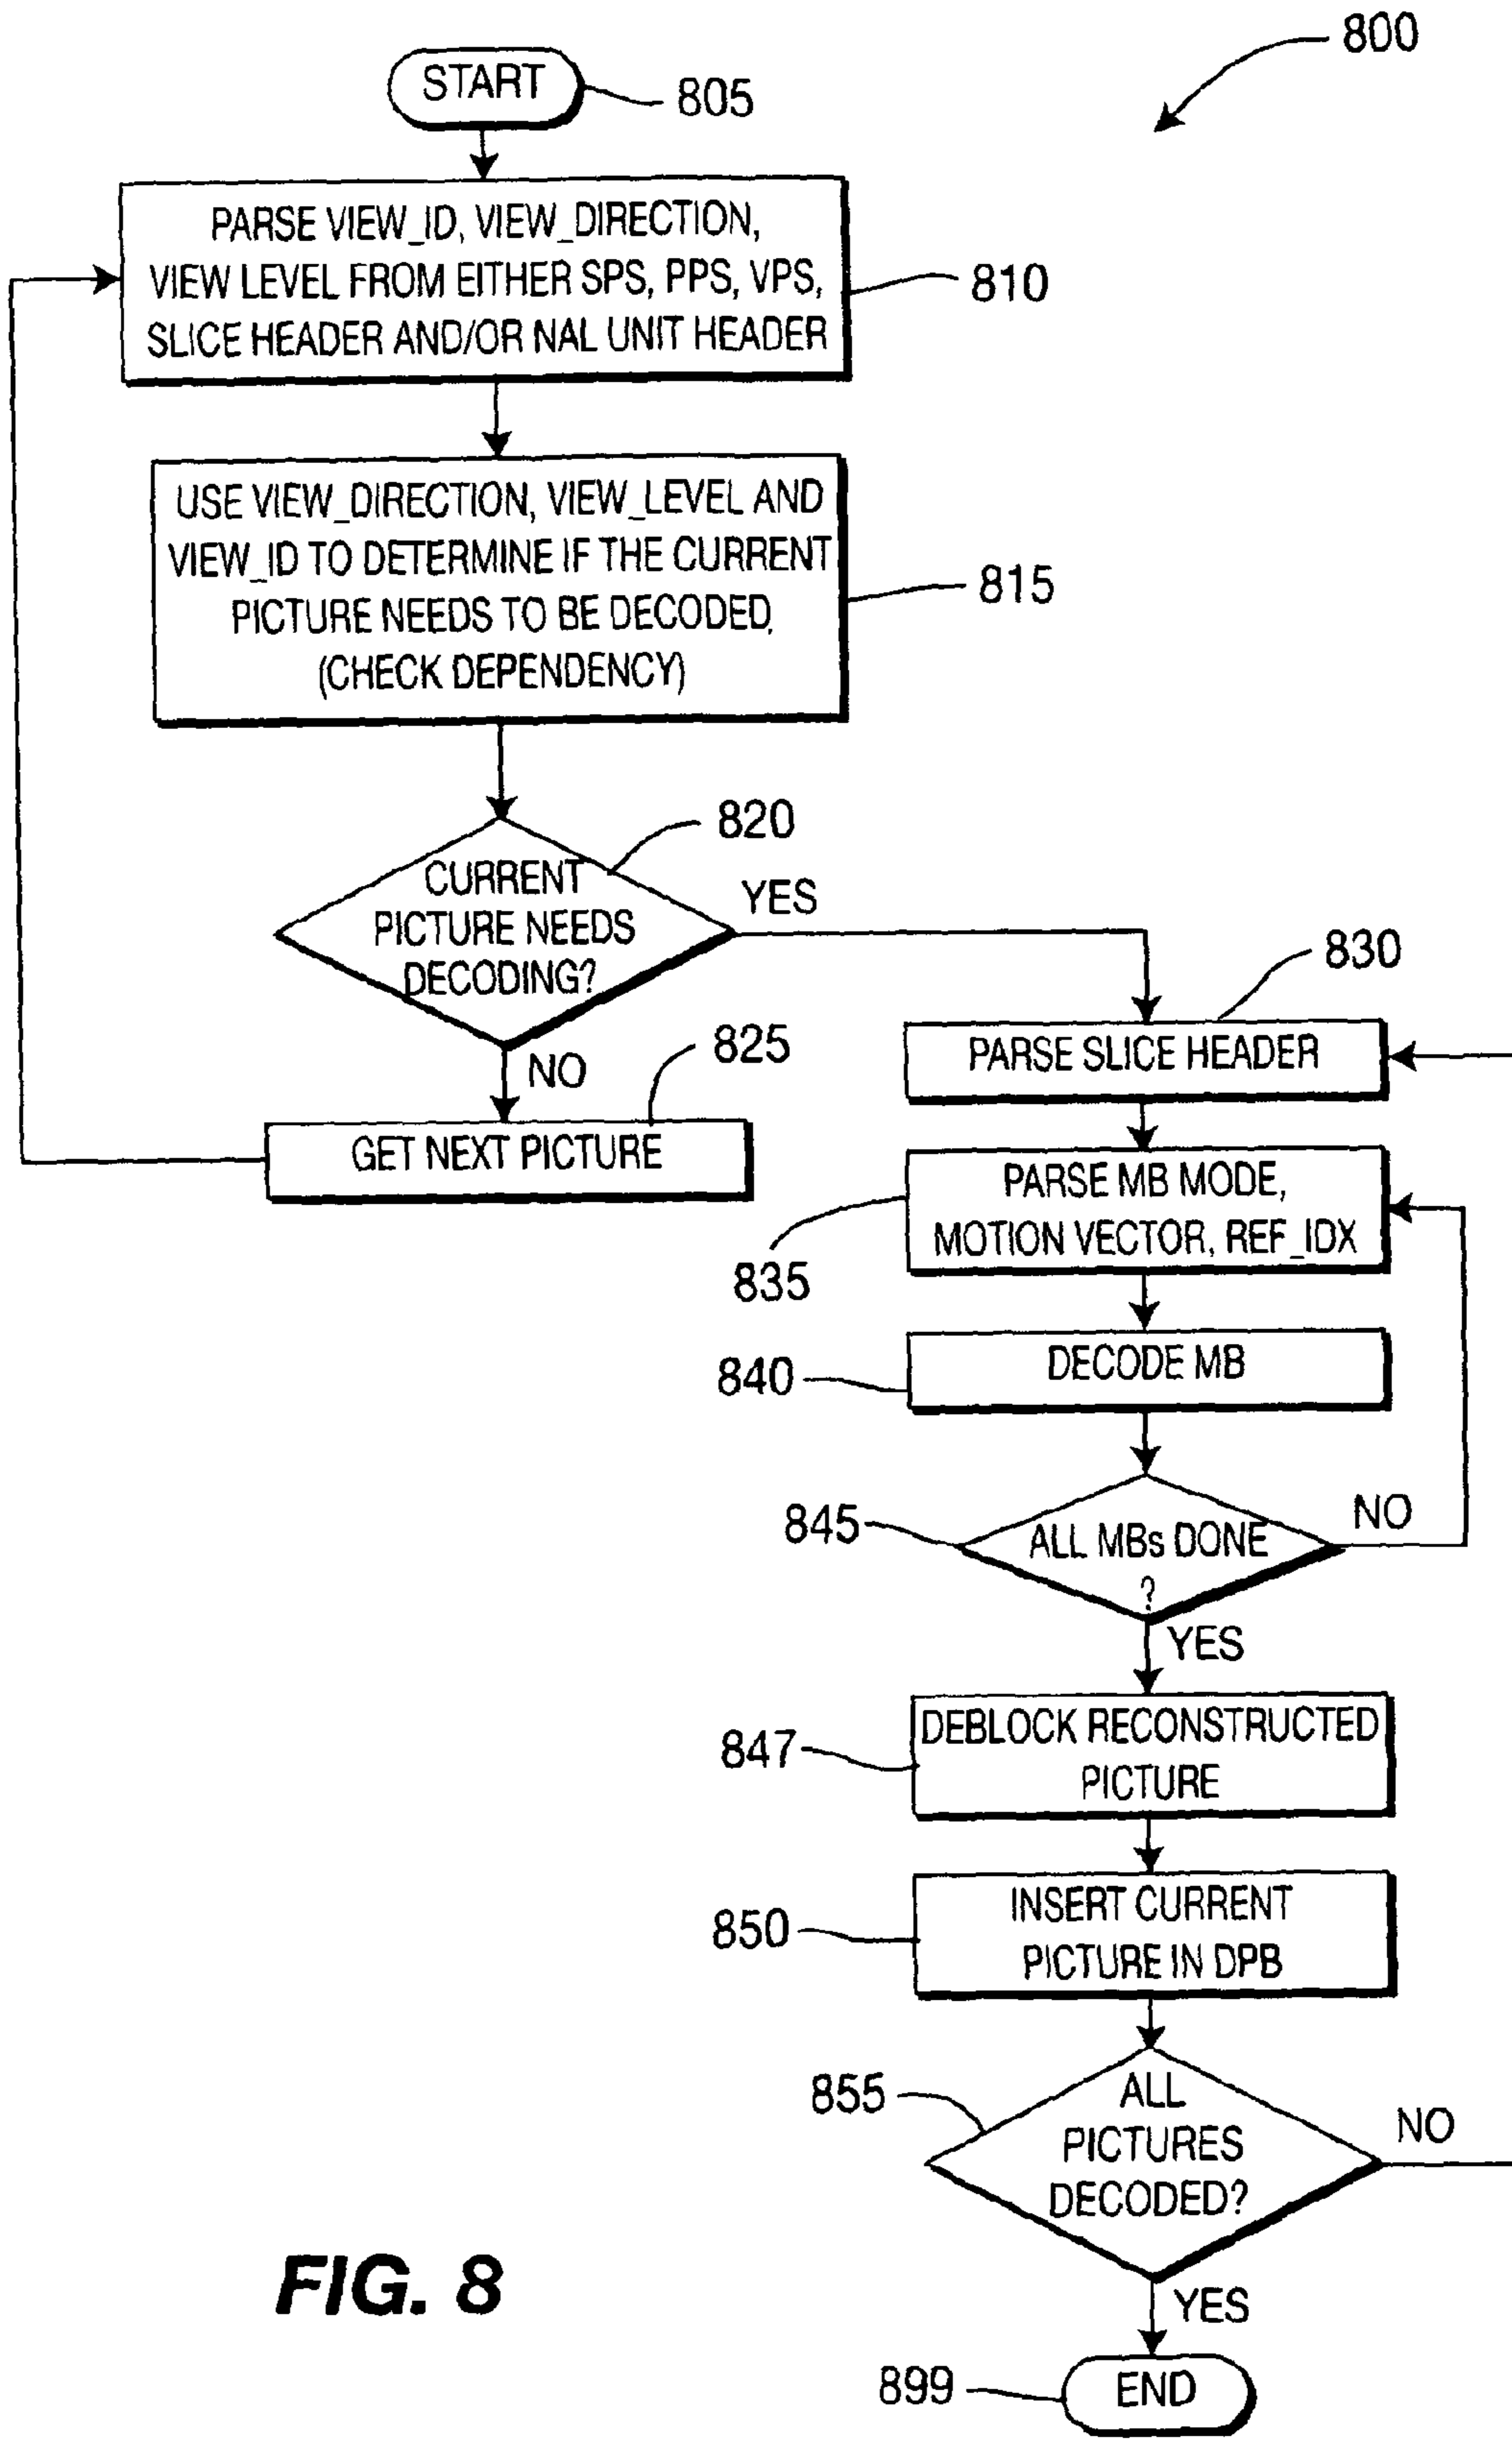 800
START
805
PARSE VIEW_ID, VIEW_DIRECTION,
VIEW LEVEL FROM EITHER SPS, PPS, VPS,
SLICE HEADER AND/OR NAL UNIT HEADER
810
USE VIEW_DIRECTION, VIEW_LEVEL AND
VIEW_ID TO DETERMINE IF THE CURRENT
PICTURE NEEDS TO BE DECODED,
(CHECK DEPENDENCY)
815
820
CURRENT
PICTURE NEEDS
DECODING?
YES
NO
825
GET NEXT PICTURE
830
PARSE SLICE HEADER
PARSE MB MODE,
MOTION VECTOR, REF_IDX
835
DECODE MB
840
845
ALL MBs DONE
?
NO
YES
DEBLOCK RECONSTRUCTED
PICTURE
847
INSERT CURRENT
PICTURE IN DPB
850
855
ALL
PICTURES
DECODED?
NO
YES
899
END
FIG. 8